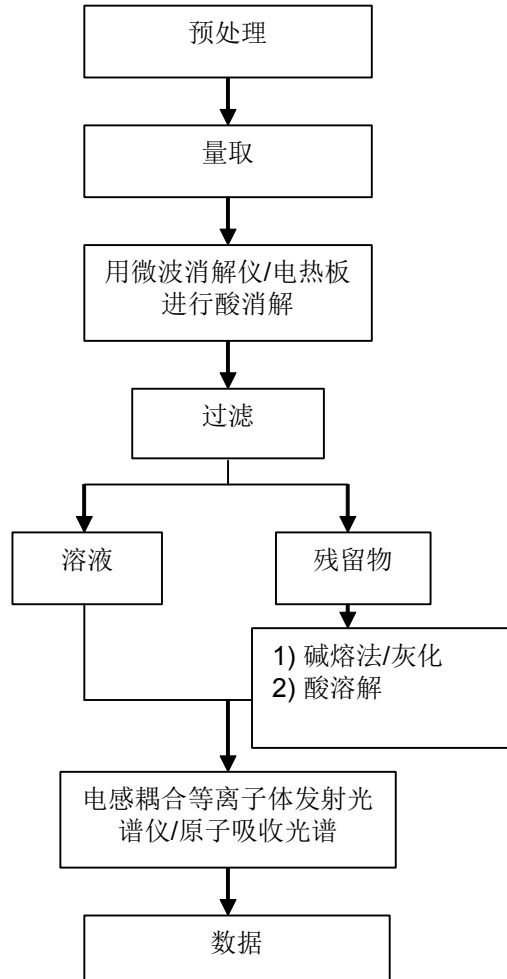 预处理
量取
用微波消解仪/电热板
进行酸消解
过滤
溶液
残留物
1) 碱熔法/灰化
2) 酸溶解
电感耦合等离子体发射光
谱仪/原子吸收光谱
数据